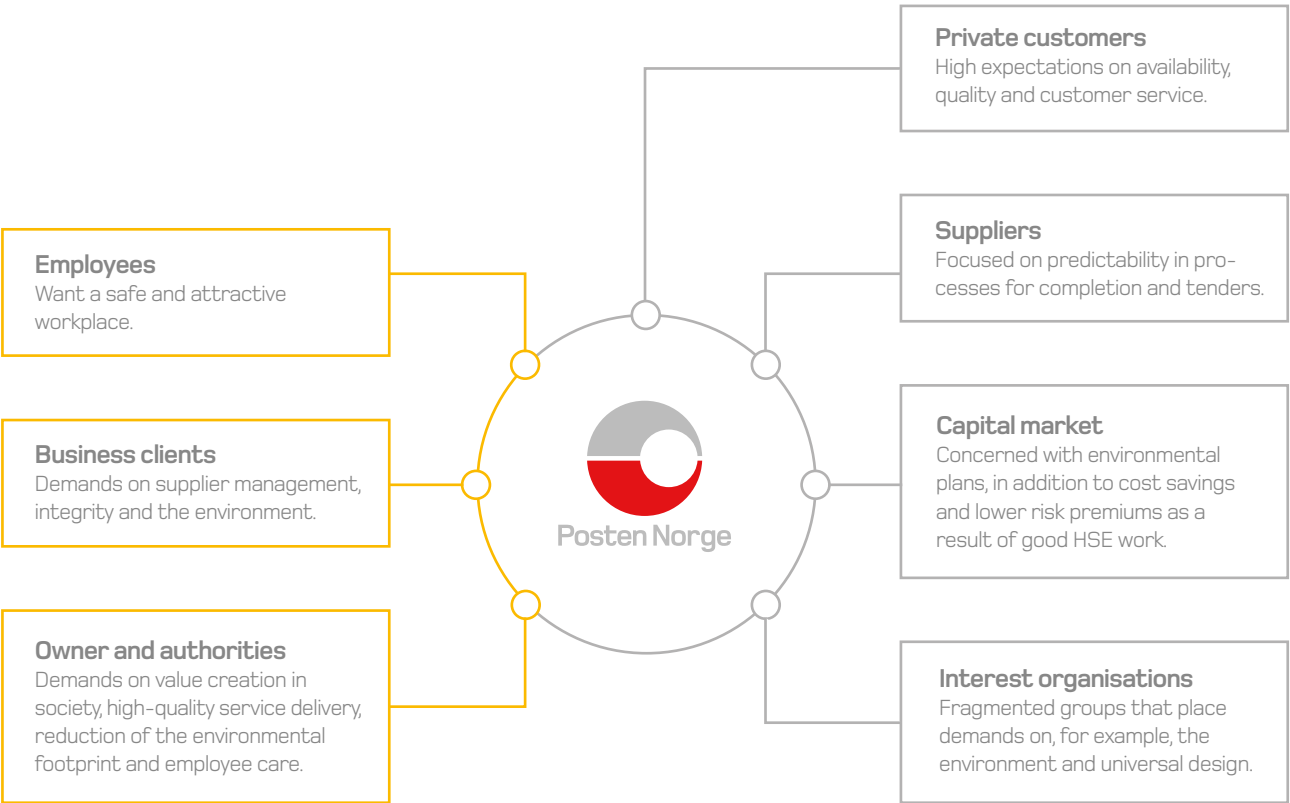 Private customers
High expectations on availability,
quality and customer service.
Suppliers
Focused on predictability in pro-
cesses for completion and tenders.
Employees
Want a safe and attractive
workplace.
Capital market
Concerned with environmental
plans, in addition to cost savings
and lower risk premiums as a
result of good HSE work.
Business clients
Demands on supplier management,
integrity and the environment.
Posten Norge
Owner and authorities
Demands on value creation in
society, high-quality service delivery,
reduction of the environmental
footprint and employee care.
Interest organisations
Fragmented groups that place
demands on, for example, the
environment and universal design.